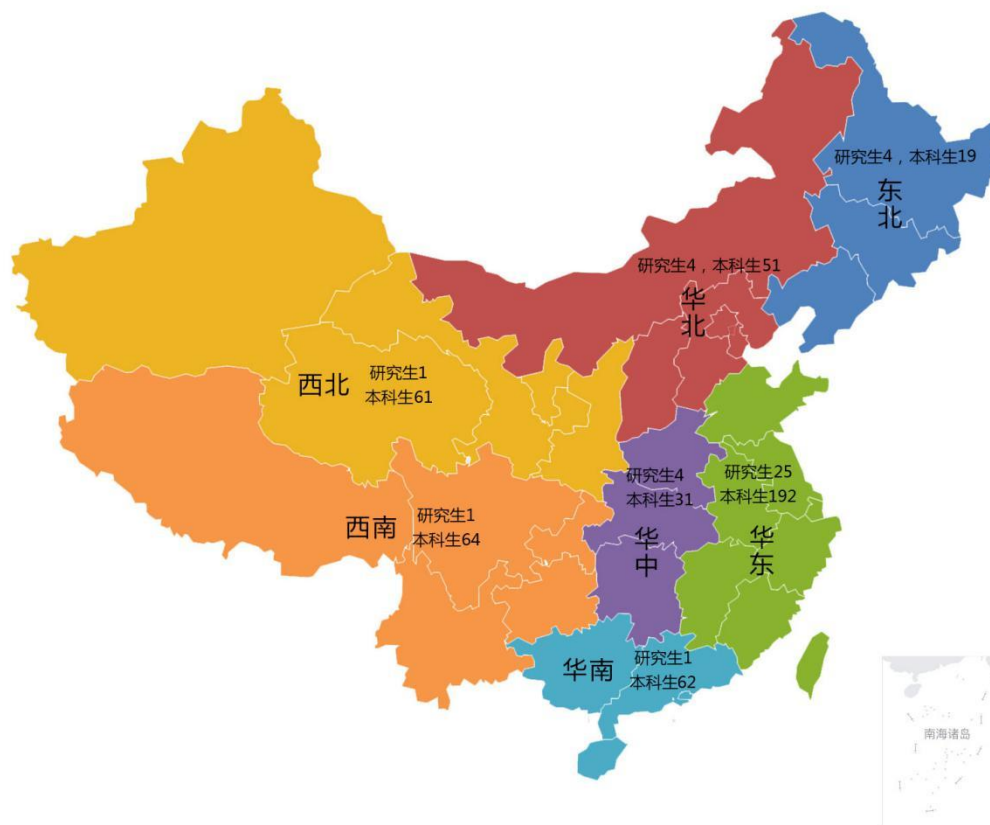 研究生4，本科生19
东北
研究生4，本科生51
华北
西北
研究生1
本科生61
研究生4
本科生31
华中
研究生25
本科生192
华东
西南
研究生1
本科生64
华南
研究生1
本科生62
南海诸岛